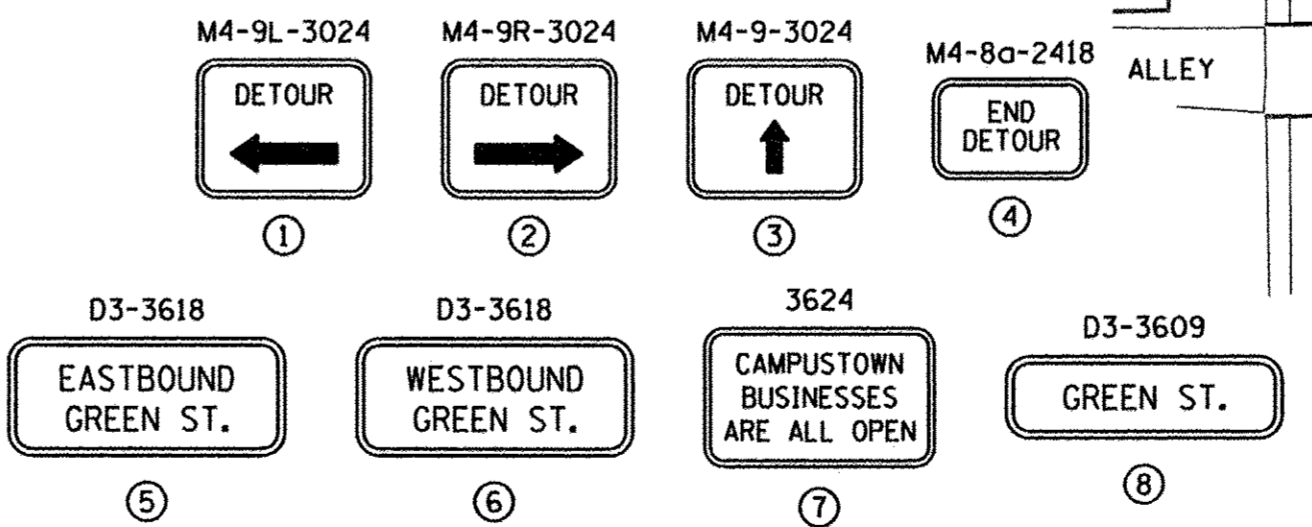 M4-9L-3024
DETOUR
①
M4-9R-3024
DETOUR
②
M4-9-3024
DETOUR
③
M4-8a-2418
END
DETOUR
④
ALLEY
D3-3618
EASTBOUND
GREEN ST.
⑤
D3-3618
WESTBOUND
GREEN ST.
⑥
3624
CAMPUSTOWN
BUSINESSES
ARE ALL OPEN
⑦
D3-3609
GREEN ST.
⑧